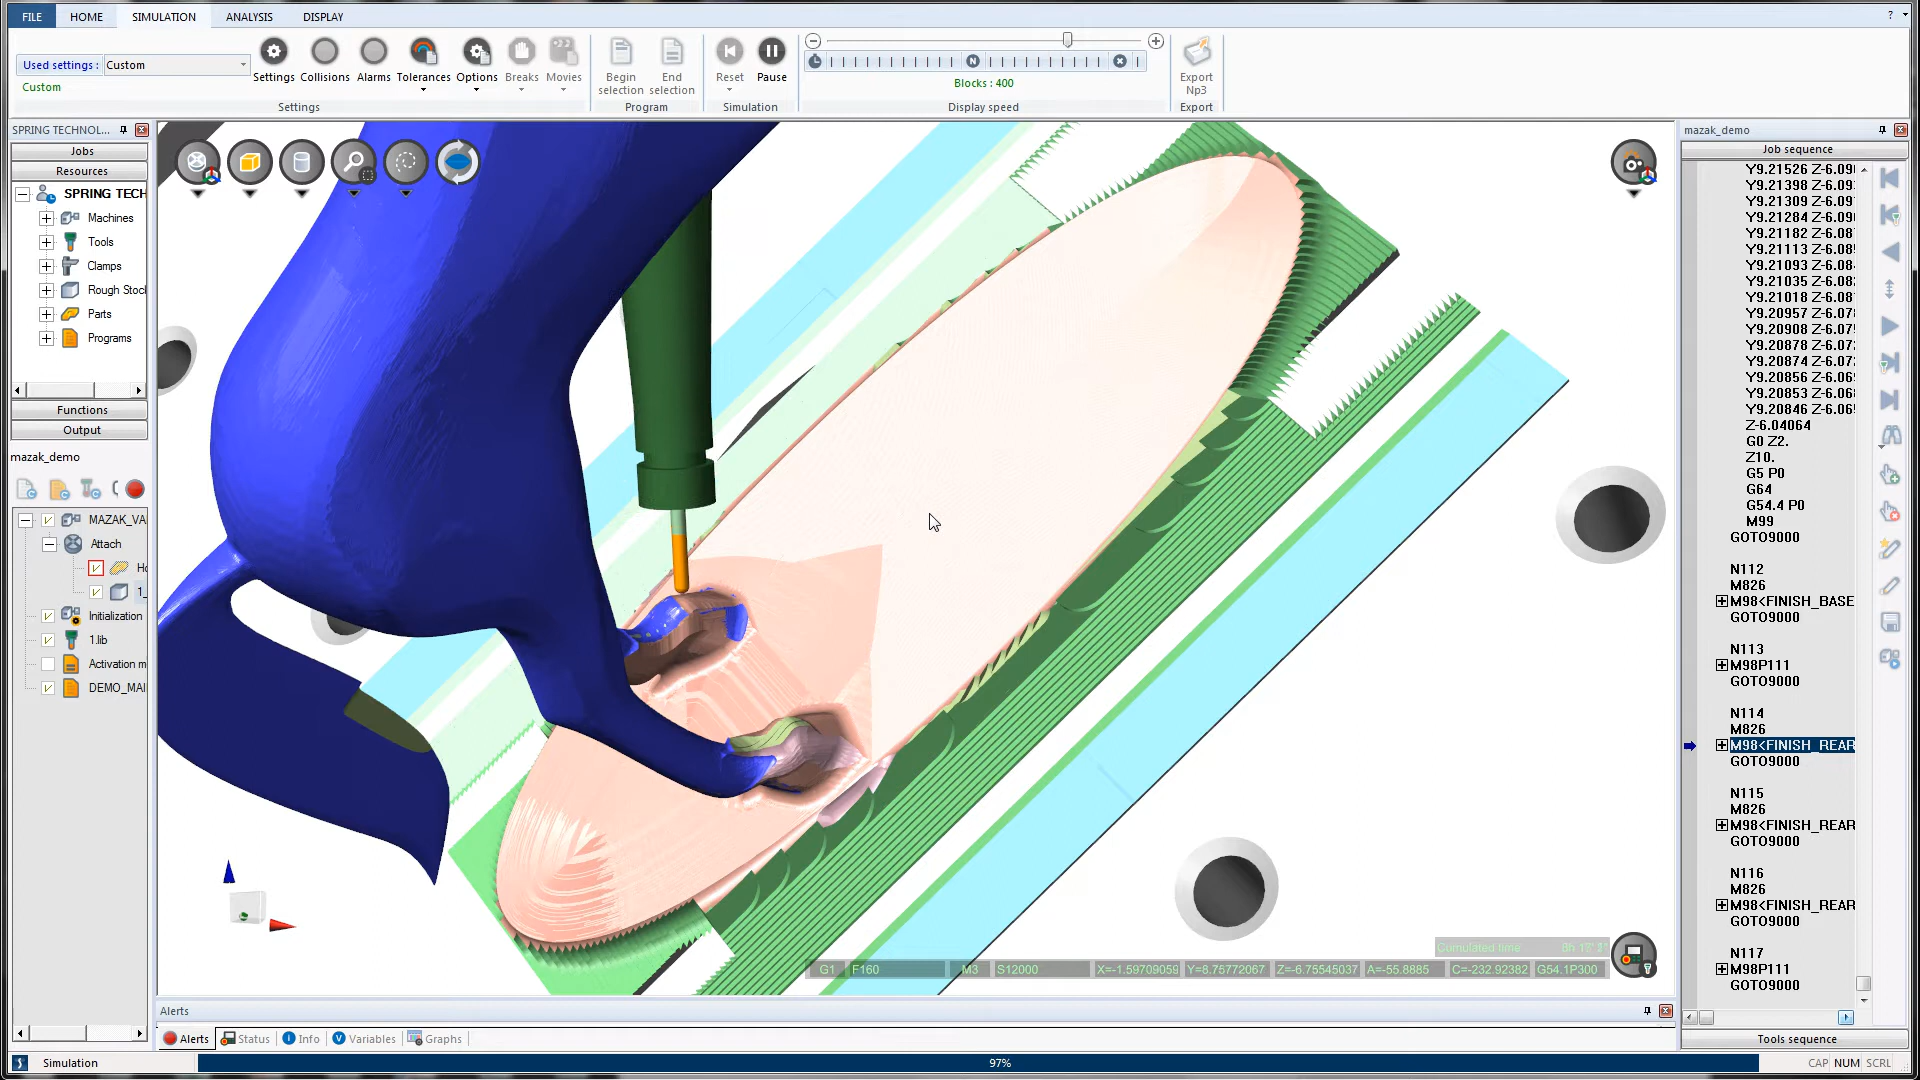 FILE HOME SIMULATION ANALYSIS DISPLAY
?
Used settings : Custom
Custom
Settings Collisions Alarms Tolerances Options Breaks Movies
Settings
Begin selection End selection
Program
Reset Pause
Simulation
N
Blocks : 400
Display speed
Export Np3
Export
SPRING TECHNOL...
Jobs
Resources
SPRING TECH
Machines
Tools
Clamps
Rough Stoc
Parts
Programs
Functions
Output
mazak_demo
MAZAK_VA
Attach
Ho
1_
Initialization
1.lib
Activation m
DEMO_MAI
Cumulated time
G1 F160 M3 S12000 X=-1.59709059 Y=8.75772067 Z=-6.75545037 A=-55.8885 C=-232.92382 G54.1P300
Alerts
Alerts Status Info Variables Graphs
Simulation
97%
CAP NUM SCRL
mazak_demo
Job sequence
Y9.21526 Z-6.09
Y9.21398 Z-6.09
Y9.21309 Z-6.09
Y9.21284 Z-6.09
Y9.21182 Z-6.08
Y9.21113 Z-6.08
Y9.21093 Z-6.08
Y9.21035 Z-6.08
Y9.21018 Z-6.08
Y9.20957 Z-6.07
Y9.20908 Z-6.07
Y9.20878 Z-6.07
Y9.20874 Z-6.07
Y9.20856 Z-6.06
Y9.20853 Z-6.06
Y9.20846 Z-6.06
Z-6.04064
G0 Z2.
Z10.
G5 P0
G64
G54.4 P0
M99
GOTO9000
N112
M826
M98<FINISH_BASE
GOTO9000
N113
M98P111
GOTO9000
N114
M826
M98<FINISH_REAR
GOTO9000
N115
M826
M98<FINISH_REAR
GOTO9000
N116
M826
M98<FINISH_REAR
GOTO9000
N117
M98P111
GOTO9000
Tools sequence